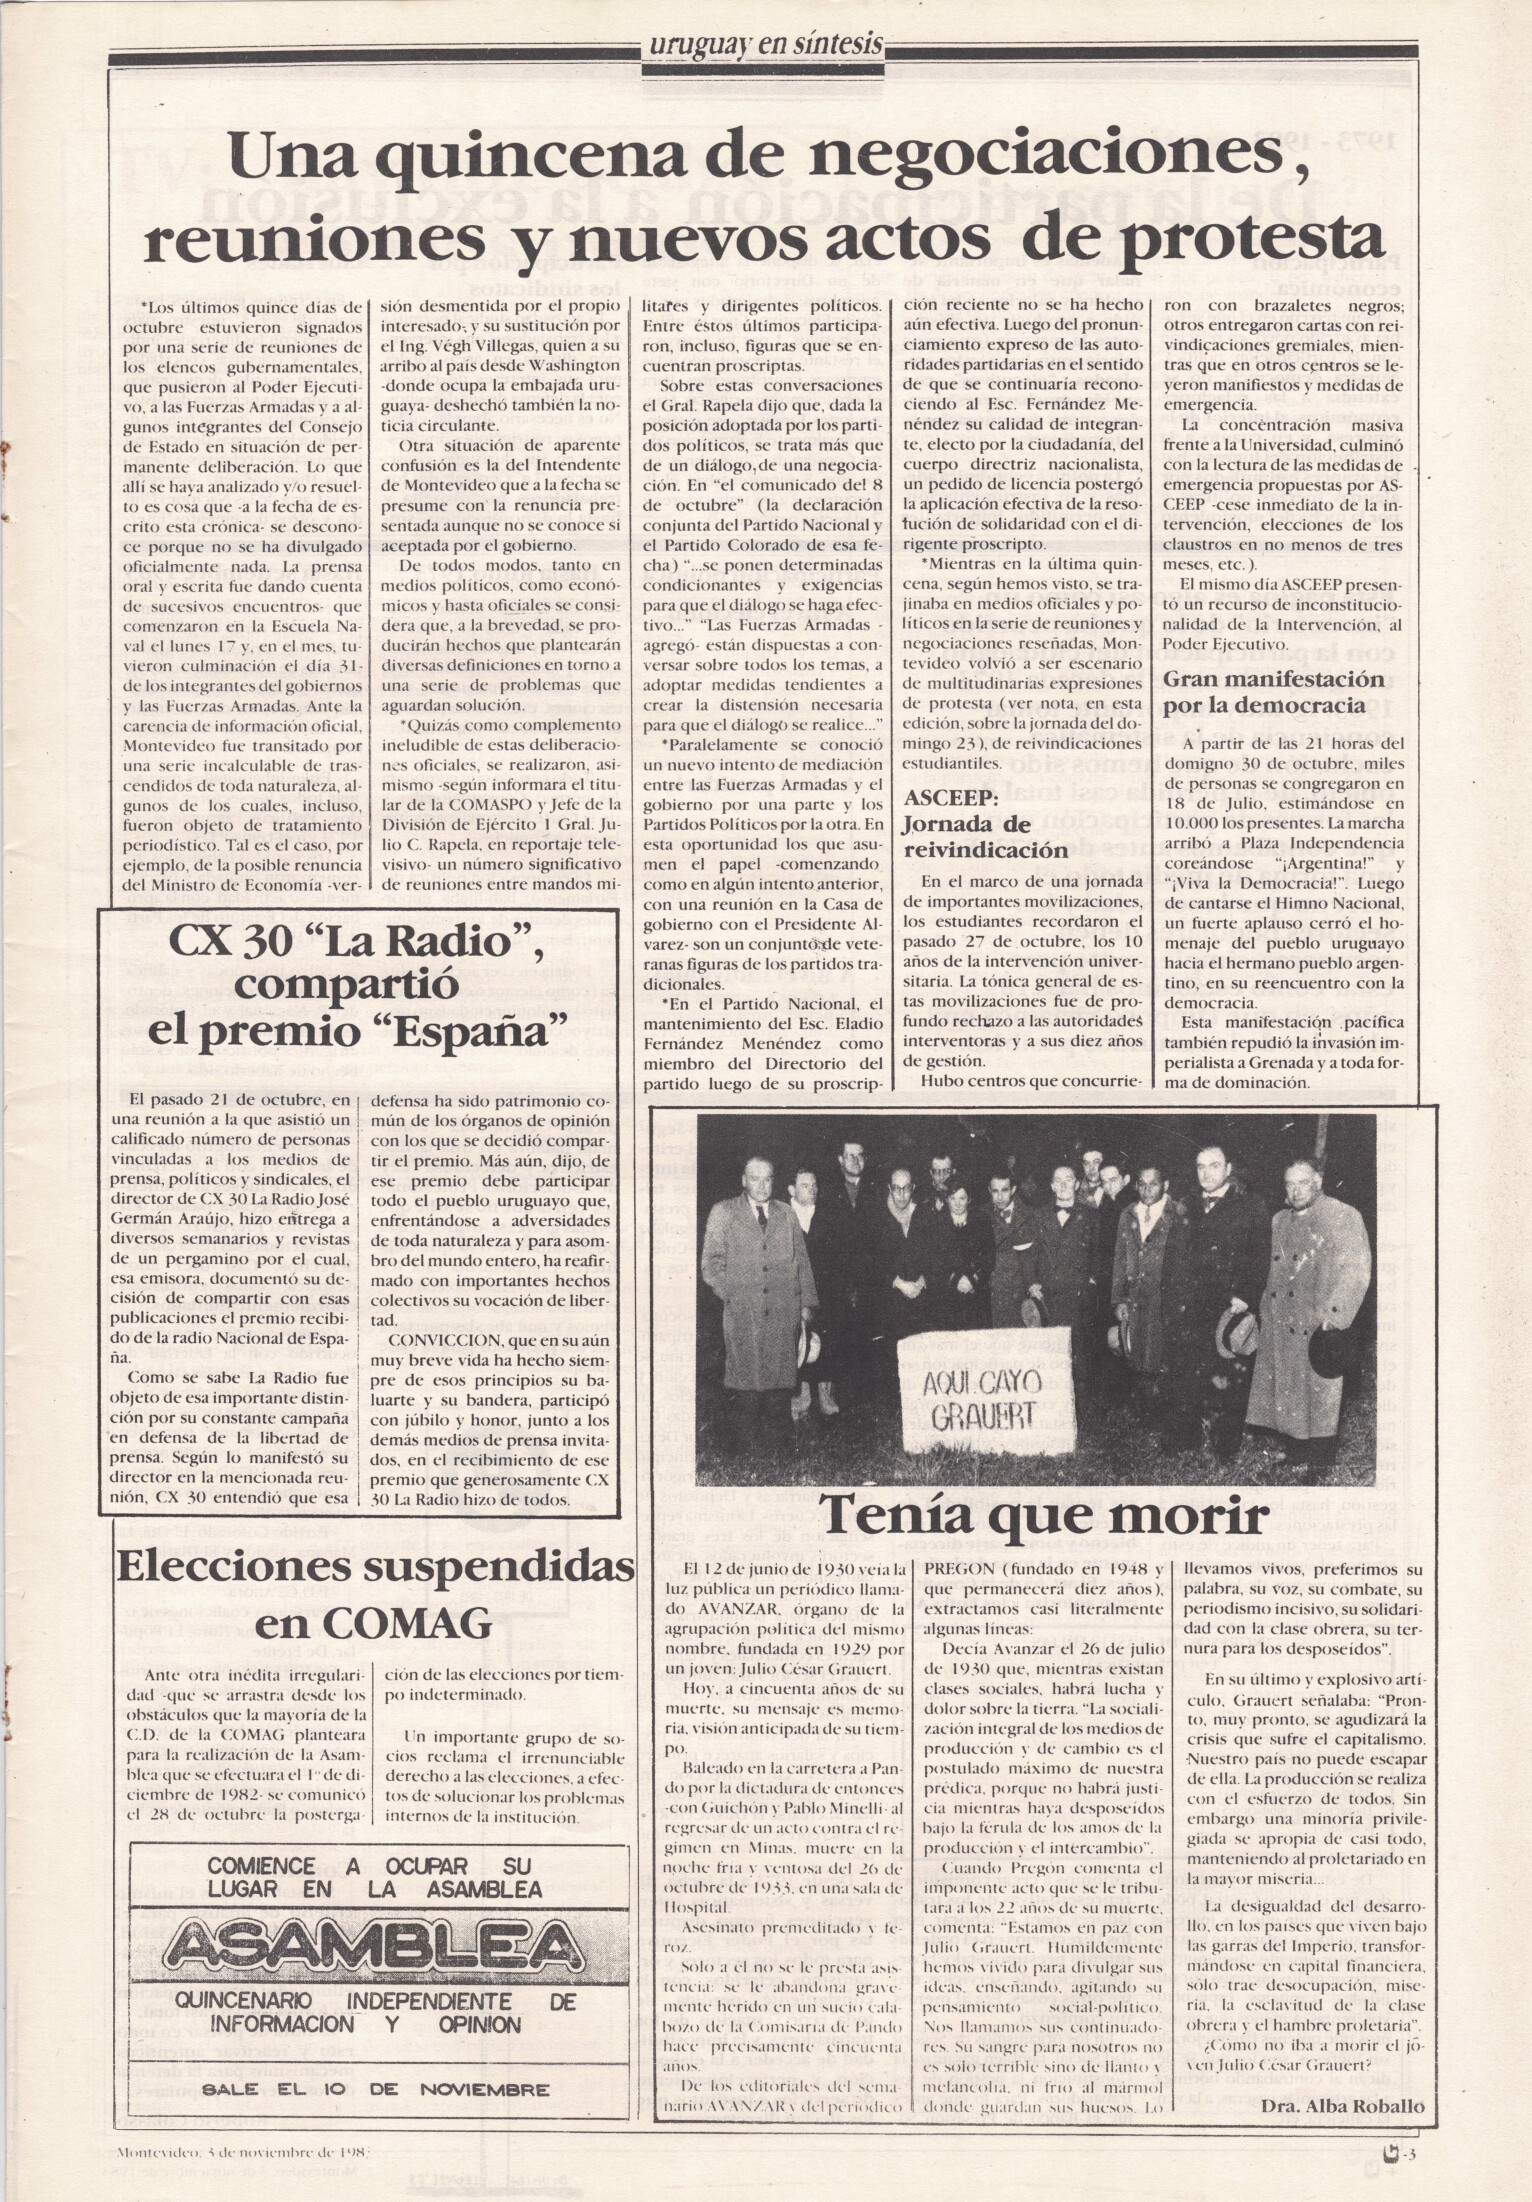 uruguay en síntesis
Una quincena de negociaciones,
reuniones y nuevos actos de protesta
*Los últimos quince días de
octubre estuvieron signados
por una serie de reuniones de
los elencos gubernamentales,
que pusieron al Poder Ejecuti-
vo, a las Fuerzas Armadas y a al-
gunos integrantes del Consejo
de Estado en situación de per-
manente deliberación. Lo que
allí se haya analizado y/o resuel-
to es cosa que -a la fecha de es-
crito esta crónica- se descono-
ce porque no se ha divulgado
oficialmente nada. La prensa
oral y escrita fue dando cuenta
de sucesivos encuentros- que
comenzaron en la Escuela Na-
val el lunes 17 y, en el mes, tu-
vieron culminación el día 31-
de los integrantes del gobiernos
y las Fuerzas Armadas. Ante la
carencia de información oficial,
Montevideo fue transitado por
una serie incalculable de tras-
cendidos de toda naturaleza, al-
gunos de los cuales, incluso,
fueron objeto de tratamiento
periodístico. Tal es el caso, por
ejemplo, de la posible renuncia
del Ministro de Economía -ver-
sión desmentida por el propio
interesado-, y su sustitución por
el Ing. Végh Villegas, quien a su
arribo al país desde Washington
-donde ocupa la embajada uru-
guaya- deshechó también la no-
ticia circulante.
Otra situación de aparente
confusión es la del Intendente
de Montevideo que a la fecha se
presume con la renuncia pre-
sentada aunque no se conoce si
aceptada por el gobierno.
De todos modos, tanto en
medios políticos, como econó-
micos y hasta oficiales se consi-
dera que, a la brevedad, se pro-
ducirán hechos que plantearán
diversas definiciones en torno a
una serie de problemas que
aguardan solución.
*Quizás como complemento
ineludible de estas deliberacio-
nes oficiales, se realizaron, asi-
mismo -según informara el titu-
lar de la COMASPO y Jefe de la
División de Ejército 1 Gral. Ju-
lio C. Rapela, en reportaje tele-
visivo- un número significativo
de reuniones entre mandos mi-
litares y dirigentes políticos.
Entre éstos últimos participa-
ron, incluso, figuras que se en-
cuentran proscriptas.
Sobre estas conversaciones
el Gral. Rapela dijo que, dada la
posición adoptada por los parti-
dos políticos, se trata más que
de un diálogo, de una negocia-
ción. En "el comunicado del 8
de octubre" (la declaración
conjunta del Partido Nacional y
el Partido Colorado de esa fe-
cha) "...se ponen determinadas
condicionantes y exigencias
para que el diálogo se haga efec-
tivo..." "Las Fuerzas Armadas -
agregó- están dispuestas a con-
versar sobre todos los temas, a
adoptar medidas tendientes a
crear la distensión necesaria
para que el diálogo se realice..."
*Paralelamente se conoció
un nuevo intento de mediación
entre las Fuerzas Armadas y el
gobierno por una parte y los
Partidos Políticos por la otra. En
esta oportunidad los que asu-
men el papel -comenzando
como en algún intento anterior,
con una reunión en la Casa de
gobierno con el Presidente Al-
varez- son un conjunto de vete-
ranas figuras de los partidos tra-
dicionales.
*En el Partido Nacional, el
mantenimiento del Esc. Eladio
Fernández Menéndez como
miembro del Directorio del
partido luego de su proscrip-
ción reciente no se ha hecho
aún efectiva. Luego del pronun-
ciamiento expreso de las auto-
ridades partidarias en el sentido
de que se continuaría recono-
ciendo al Esc. Fernández Me-
néndez su calidad de integran-
te, electo por la ciudadanía, del
cuerpo directriz nacionalista,
un pedido de licencia postergó
la aplicación efectiva de la reso-
lución de solidaridad con el di-
rigente proscripto.
*Mientras en la última quin-
cena, según hemos visto, se tra-
jinaba en medios oficiales y po-
líticos en la serie de reuniones y
negociaciones reseñadas, Mon-
tevideo volvió a ser escenario
de multitudinarias expresiones
de protesta (ver nota, en esta
edición, sobre la jornada del do-
mingo 23), de reivindicaciones
estudiantiles.
ASCEEP:
Jornada de
reivindicación
En el marco de una jornada
de importantes movilizaciones,
los estudiantes recordaron el
pasado 27 de octubre, los 10
años de la intervención univer-
sitaria. La tónica general de es-
tas movilizaciones fue de pro-
fundo rechazo a las autoridades
interventoras y a sus diez años
de gestión.
Hubo centros que concurrie-
ron con brazaletes negros;
otros entregaron cartas con rei-
vindicaciones gremiales, mien-
tras que en otros centros se le-
yeron manifiestos y medidas de
emergencia.
La concentración masiva
frente a la Universidad, culminó
con la lectura de las medidas de
emergencia propuestas por AS-
CEEP -cese inmediato de la in-
tervención, elecciones de los
claustros en no menos de tres
meses, etc.).
El mismo día ASCEEP presen-
tó un recurso de inconstitucio-
nalidad de la Intervención, al
Poder Ejecutivo.
Gran manifestación
por la democracia
A partir de las 21 horas del
domigno 30 de octubre, miles
de personas se congregaron en
18 de Julio, estimándose en
10.000 los presentes. La marcha
arribó a Plaza Independencia
coreándose "¡Argentina!" y
"¡Viva la Democracia!". Luego
de cantarse el Himno Nacional,
un fuerte aplauso cerró el ho-
menaje del pueblo uruguayo
hacia el hermano pueblo argen-
tino, en su reencuentro con la
democracia.
Esta manifestación pacífica
también repudió la invasión im-
perialista a Grenada y a toda for-
ma de dominación.
CX 30 "La Radio",
compartió
el premio "España"
El pasado 21 de octubre, en
una reunión a la que asistió un
calificado número de personas
vinculadas a los medios de
prensa, políticos y sindicales, el
director de CX 30 La Radio José
Germán Araújo, hizo entrega a
diversos semanarios y revistas
de un pergamino por el cual,
esa emisora, documentó su de-
cisión de compartir con esas
publicaciones el premio recibi-
do de la radio Nacional de Espa-
ña.
Como se sabe La Radio fue
objeto de esa importante distin-
ción por su constante campaña
en defensa de la libertad de
prensa. Según lo manifestó su
director en la mencionada reu-
nión, CX 30 entendió que esa
defensa ha sido patrimonio co-
mún de los órganos de opinión
con los que se decidió compar-
tir el premio. Más aún, dijo, de
ese premio debe participar
todo el pueblo uruguayo que,
enfrentándose a adversidades
de toda naturaleza y para asom-
bro del mundo entero, ha reafir-
mado con importantes hechos
colectivos su vocación de liber-
tad.
CONVICCION, que en su aún
muy breve vida ha hecho siem-
pre de esos principios su ba-
luarte y su bandera, participó
con júbilo y honor, junto a los
demás medios de prensa invita-
dos, en el recibimiento de ese
premio que generosamente CX
30 La Radio hizo de todos.
Elecciones suspendidas
en COMAG
Ante otra inédita irregulari-
dad -que se arrastra desde los
obstáculos que la mayoría de la
C.D. de la COMAG planteara
para la realización de la Asam-
blea que se efectuara el 1º de di-
ciembre de 1982- se comunicó
el 28 de octubre la posterga-
ción de las elecciones por tiem-
po indeterminado.
Un importante grupo de so-
cios reclama el irrenunciable
derecho a las elecciones, a efec-
tos de solucionar los problemas
internos de la institución.
COMIENCE A OCUPAR SU
LUGAR EN LA ASAMBLEA
ASAMBLEA
QUINCENARIO INDEPENDIENTE DE
INFORMACION Y OPINION
SALE EL 10 DE NOVIEMBRE
AQUI CAYO
GRAUERT
Tenía que morir
El 12 de junio de 1930 veía la
luz pública un periódico llama-
do AVANZAR, órgano de la
agrupación política del mismo
nombre, fundada en 1929 por
un joven: Julio César Grauert.
Hoy, a cincuenta años de su
muerte, su mensaje es memo-
ria, visión anticipada de su tiem-
po.
Baleado en la carretera a Pan-
do por la dictadura de entonces
-con Guichón y Pablo Minelli- al
regresar de un acto contra el ré-
gimen en Minas, muere en la
noche fría y ventosa del 26 de
octubre de 1933, en una sala de
Hospital.
Asesinato premeditado y fe-
roz.
Sólo a él no se le presta asis-
tencia: se le abandona grave-
mente herido en un sucio cala-
bozo de la Comisaría de Pando
hace precisamente cincuenta
años.
De los editoriales del sema-
nario AVANZAR y del periódico
PREGON (fundado en 1948 y
que permanecerá diez años),
extractamos casi literalmente
algunas líneas:
Decía Avanzar el 26 de julio
de 1930 que, mientras existan
clases sociales, habrá lucha y
dolor sobre la tierra. "La sociali-
zación integral de los medios de
producción y de cambio es el
postulado máximo de nuestra
prédica, porque no habrá justi-
cia mientras haya desposeídos
bajo la férula de los amos de la
producción y el intercambio".
Cuando Pregón comenta el
imponente acto que se le tribu-
tara a los 22 años de su muerte,
comenta: "Estamos en paz con
Julio Grauert. Humildemente
hemos vivido para divulgar sus
ideas, enseñando, agitando su
pensamiento social-político.
Nos llamamos sus continuado-
res. Su sangre para nosotros no
es sólo terrible sino de llanto y
melancolía, ni frío al mármol
donde guardan sus huesos. Lo
llevamos vivos, preferimos su
palabra, su voz, su combate, su
periodismo incisivo, su solidari-
dad con la clase obrera, su ter-
nura para los desposeídos".
En su último y explosivo artí-
culo, Grauert señalaba: "Pron-
to, muy pronto, se agudizará la
crisis que sufre el capitalismo.
Nuestro país no puede escapar
de ella. La producción se realiza
con el esfuerzo de todos. Sin
embargo una minoría privile-
giada se apropia de casi todo,
manteniendo al proletariado en
la mayor miseria...
La desigualdad del desarro-
llo, en los países que viven bajo
las garras del Imperio, transfor-
mándose en capital financiera,
sólo trae desocupación, mise-
ria, la esclavitud de la clase
obrera y el hambre proletaria".
¿Cómo no iba a morir el jo-
ven Julio César Grauert?
Dra. Alba Roballo
Montevideo, 3 de noviembre de 198
-3